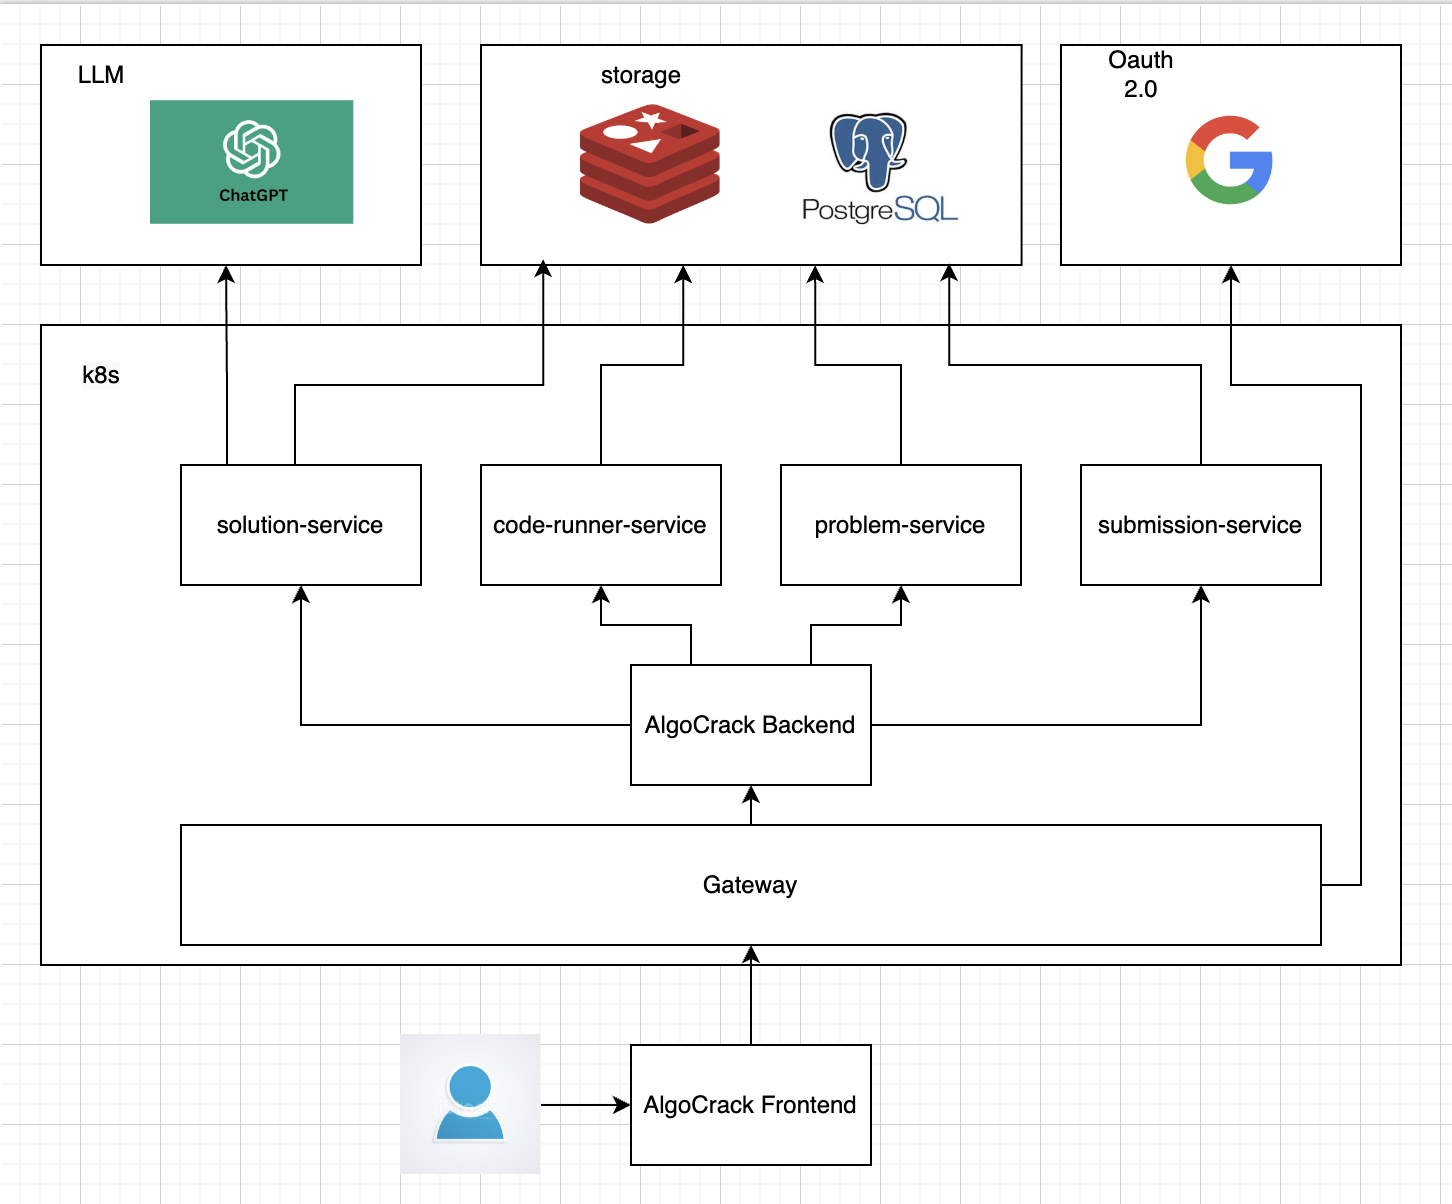 LLM
ChatGPT
storage
PostgreSQL
Oauth
2.0
k8s
solution-service
code-runner-service
problem-service
submission-service
AlgoCrack Backend
Gateway
AlgoCrack Frontend